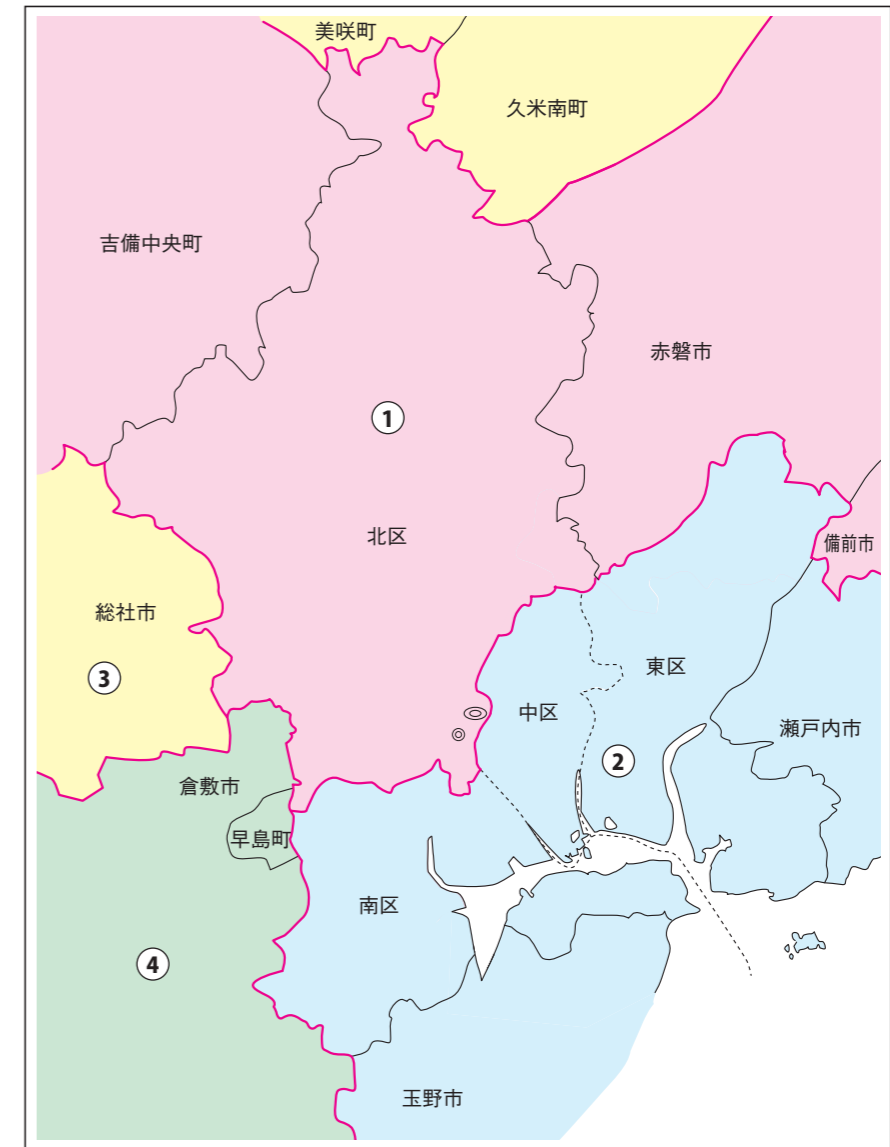 美咲町
久米南町
吉備中央町
赤磐市
①
北区
備前市
総社市
③
東区
中区
瀬戸内市
②
倉敷市
早島町
南区
④
玉野市